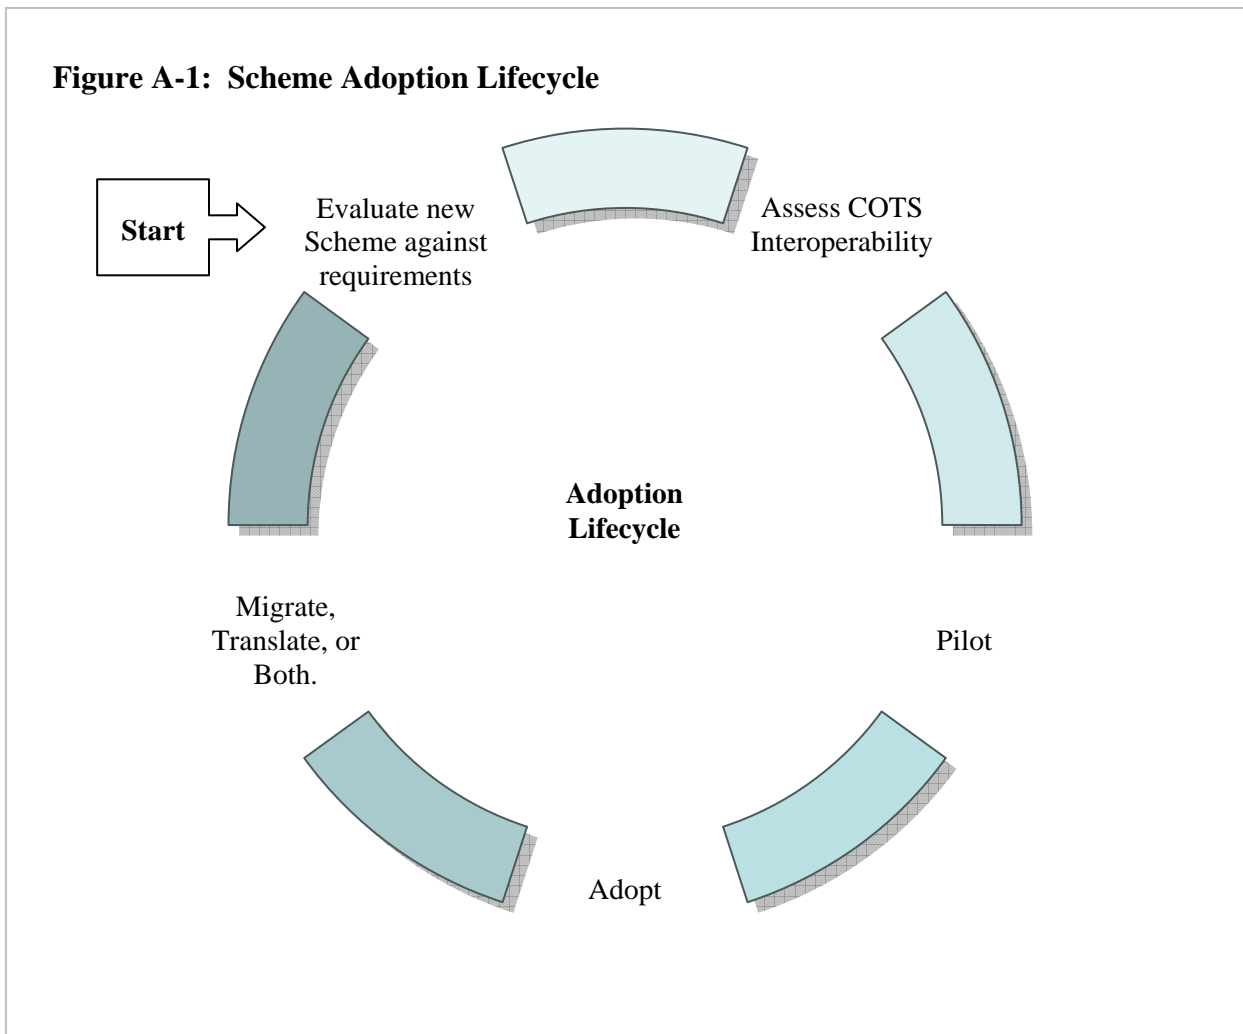 Figure A-1:  Scheme Adoption Lifecycle
Start
Evaluate new
Scheme against
requirements
Assess COTS
Interoperability
Adoption
Lifecycle
Migrate,
Translate, or
Both.
Pilot
Adopt